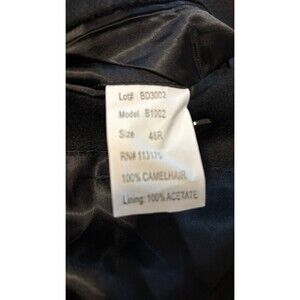 Lot# BD3002
Model B1002
Size 46R
RN# 113170
100% CAMELHAIR
Lining: 100% ACETATE